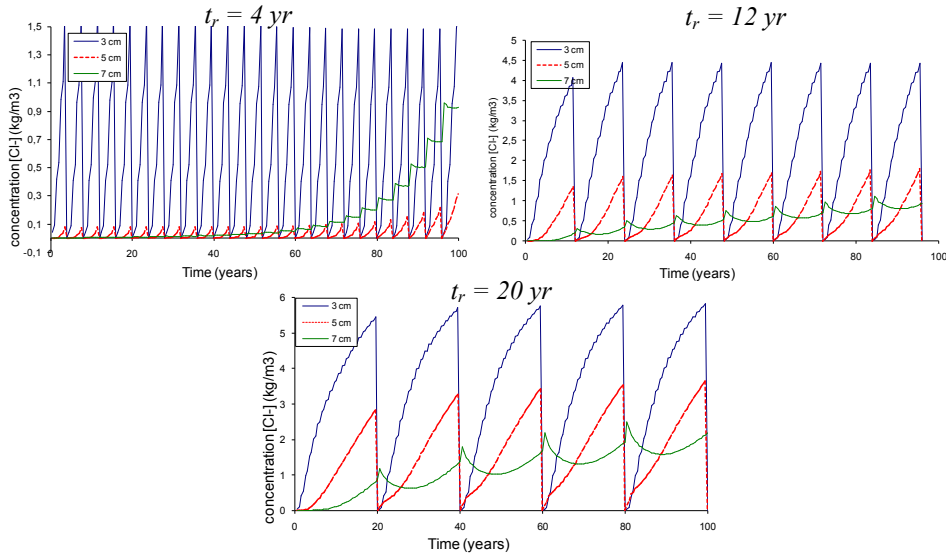 t_r = 4 yr
concentration [Cl-] (kg/m3)
1,5
1,3
1,1
0,9
0,7
0,5
0,3
0,1
-0,1
3 cm
5 cm
7 cm
0 20 40 60 80 100
Time (years)
t_r = 12 yr
concentration [Cl-] (kg/m3)
5
4,5
4
3,5
3
2,5
2
1,5
1
0,5
0
3 cm
5 cm
7 cm
0 20 40 60 80 100
Time (years)
t_r = 20 yr
concentration [Cl-] (kg/m3)
6
5
4
3
2
1
0
3 cm
5 cm
7 cm
0 20 40 60 80 100
Time (years)